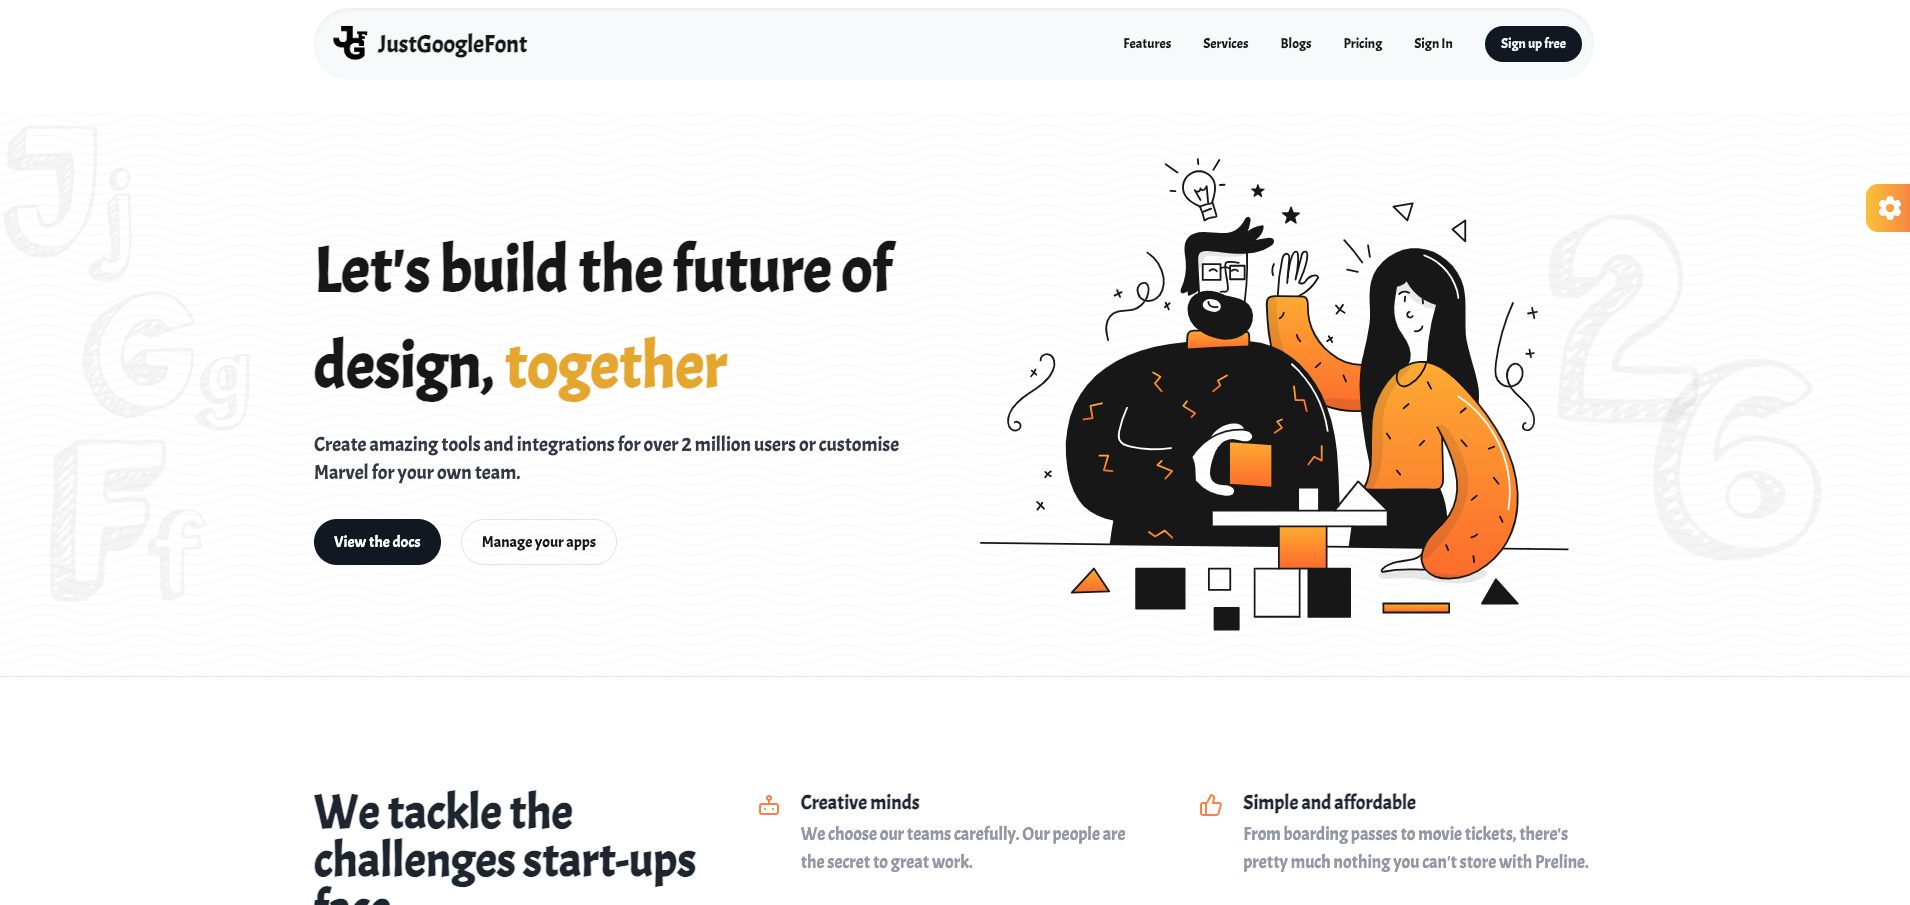 JustGoogleFont
Features
Services
Blogs
Pricing
Sign In
Sign up free
J j
G g
F f
2
6
Let's build the future of
design, together
Create amazing tools and integrations for over 2 million users or customise
Marvel for your own team.
View the docs
Manage your apps
We tackle the
challenges start-ups
face
Creative minds
We choose our teams carefully. Our people are
the secret to great work.
Simple and affordable
From boarding passes to movie tickets, there's
pretty much nothing you can't store with Preline.